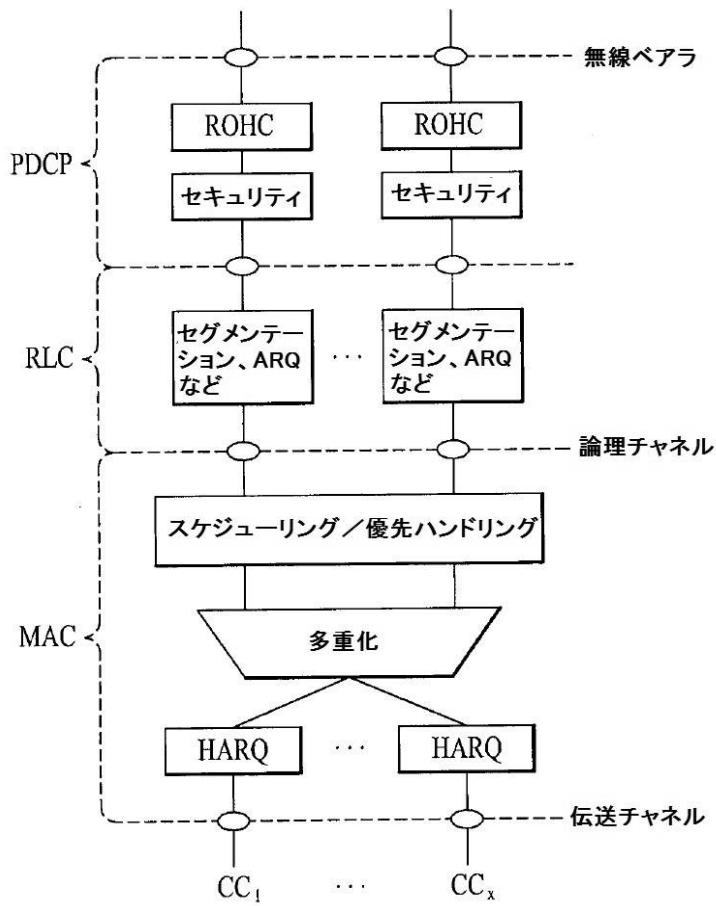 無線ベアラ
ROHC
ROHC
PDCP
セキュリティ
セキュリティ
セグメンテー
ション、ARQ
など
...
セグメンテー
ション、ARQ
など
RLC
論理チャネル
スケジューリング／優先ハンドリング
MAC
多重化
HARQ
...
HARQ
伝送チャネル
CC1
...
CCx